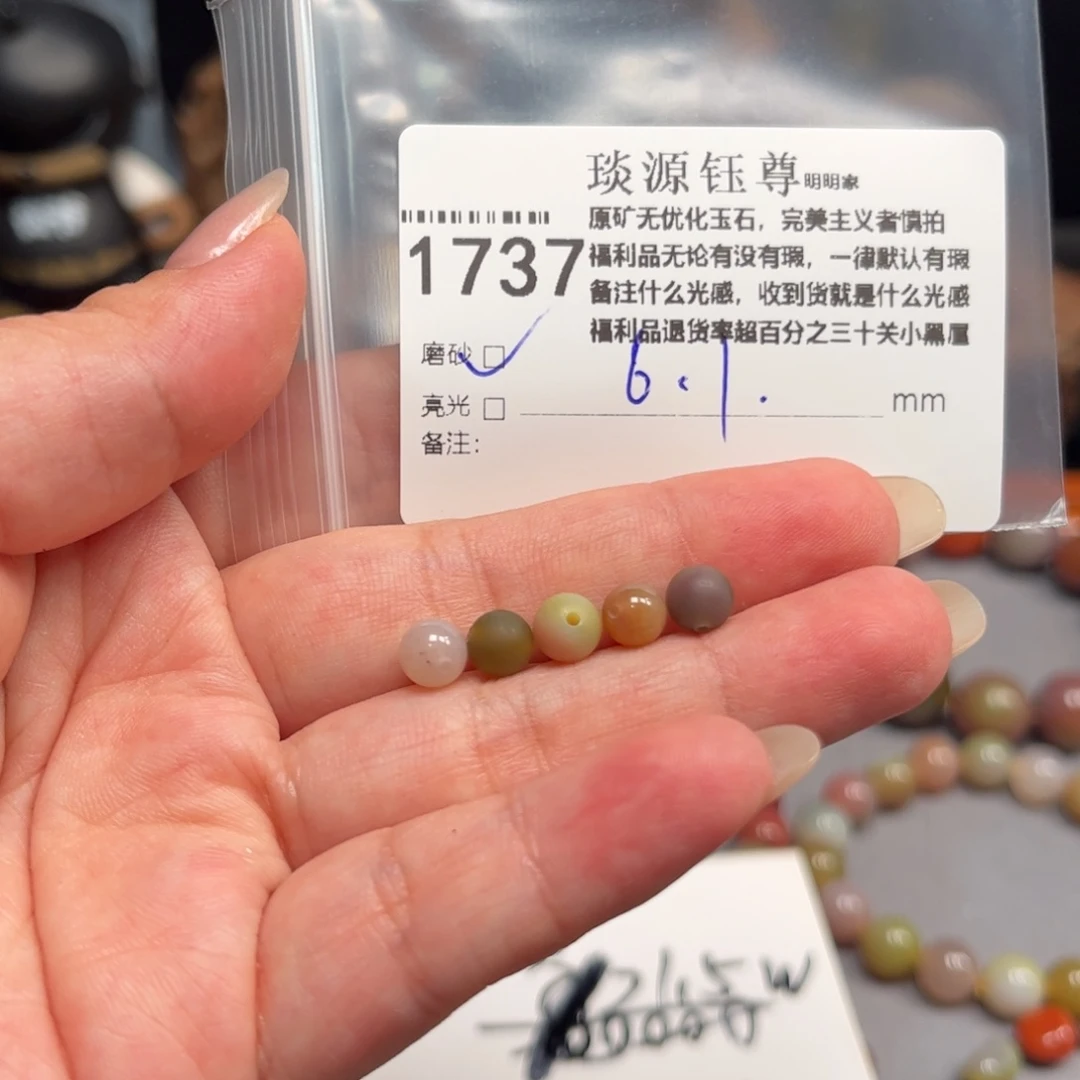 琰源钰尊明明家
原矿无优化玉石，完美主义者慎拍
1737
福利品无论有没有瑕，一律默认有瑕
备注什么光感，收到货就是什么光感
福利品退货率超百分之三十关小黑屋
磨砂 □
6.1.
亮光 □ mm
备注：